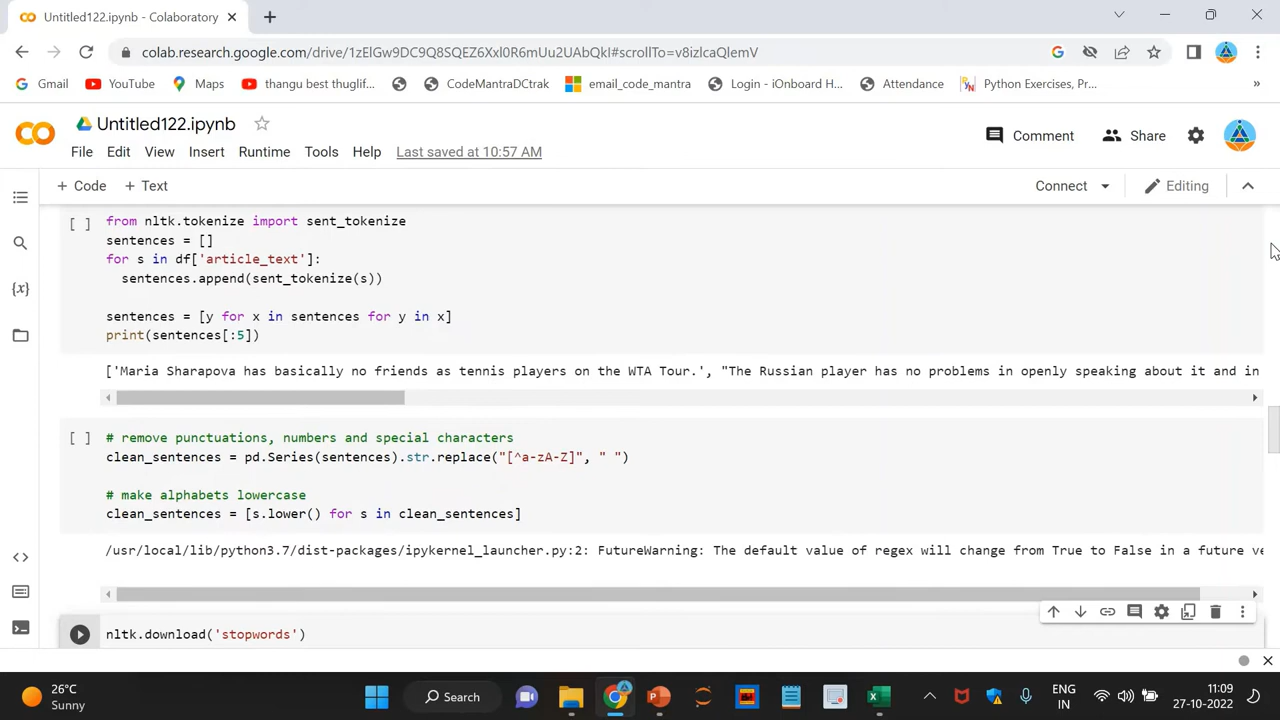 Untitled122.ipynb - Colaboratory
colab.research.google.com/drive/1zElGw9DC9Q8SQEZ6Xxl0R6mUu2UAbQkI#scrollTo=v8izlcaQlemV
Gmail YouTube Maps thangu best thuglif... CodeMantraDCtrak email_code_mantra Login - iOnboard H... Attendance Python Exercises, Pr... »
Untitled122.ipynb
Comment Share
File Edit View Insert Runtime Tools Help Last saved at 10:57 AM
+ Code + Text Connect Editing
[ ] from nltk.tokenize import sent_tokenize
sentences = []
for s in df['article_text']:
sentences.append(sent_tokenize(s))
sentences = [y for x in sentences for y in x]
print(sentences[:5])
['Maria Sharapova has basically no friends as tennis players on the WTA Tour.', "The Russian player has no problems in openly speaking about it and in
[ ] # remove punctuations, numbers and special characters
clean_sentences = pd.Series(sentences).str.replace("[^a-zA-Z]", " ")
# make alphabets lowercase
clean_sentences = [s.lower() for s in clean_sentences]
/usr/local/lib/python3.7/dist-packages/ipykernel_launcher.py:2: FutureWarning: The default value of regex will change from True to False in a future ve
nltk.download('stopwords')
26°C
Sunny
Search
ENG
IN
11:09
27-10-2022